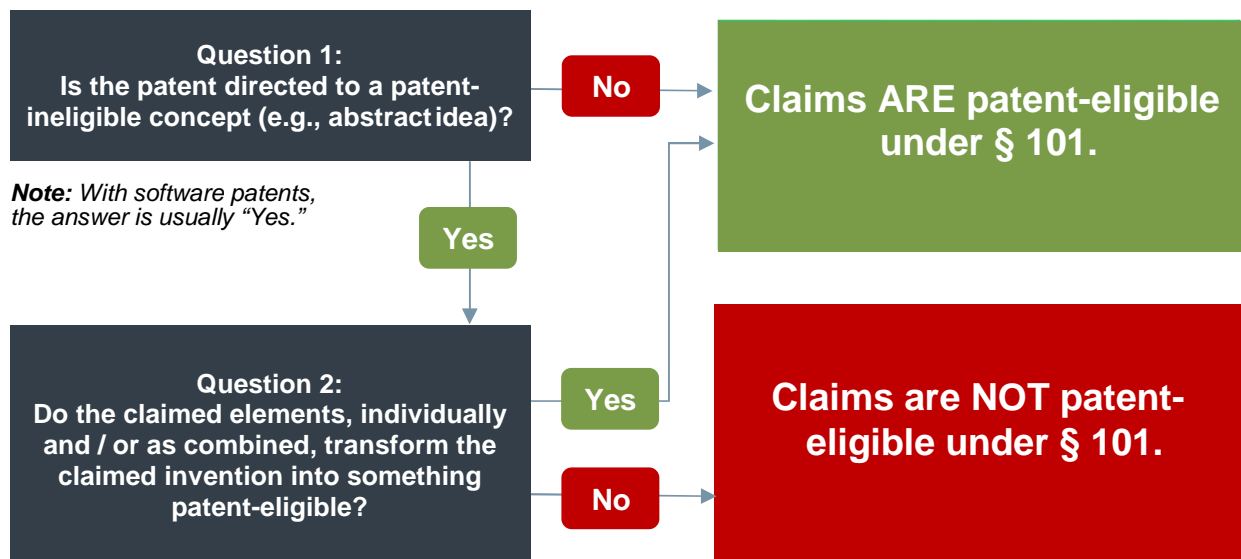 Question 1:
Is the patent directed to a patent-
ineligible concept (e.g., abstract idea)?
No
Claims ARE patent-eligible
under § 101.
Note: With software patents,
the answer is usually “Yes.”
Yes
Question 2:
Do the claimed elements, individually
and / or as combined, transform the
claimed invention into something
patent-eligible?
Yes
No
Claims are NOT patent-
eligible under § 101.